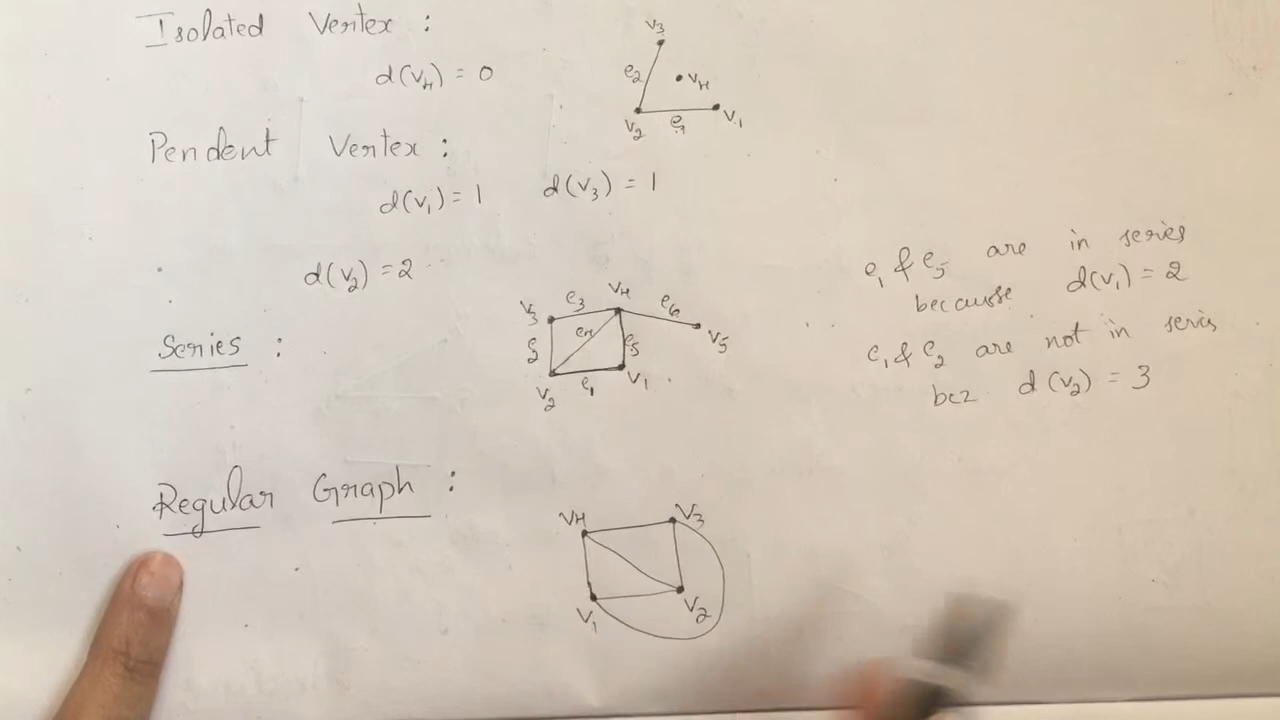 Isolated Vertex :
d(v4) = 0
v3
e2
v4
v2
e1
v1
Pendent Vertex :
d(v1) = 1 d(v3) = 1
d(v2) = 2
Series :
v3
e3
v4
e6
v5
e2
e4
e5
v2
e1
v1
e1 & e5 are in series
because d(v1) = 2
e1 & e2 are not in series
bcz d(v2) = 3
Regular Graph :
v4
v3
v1
v2